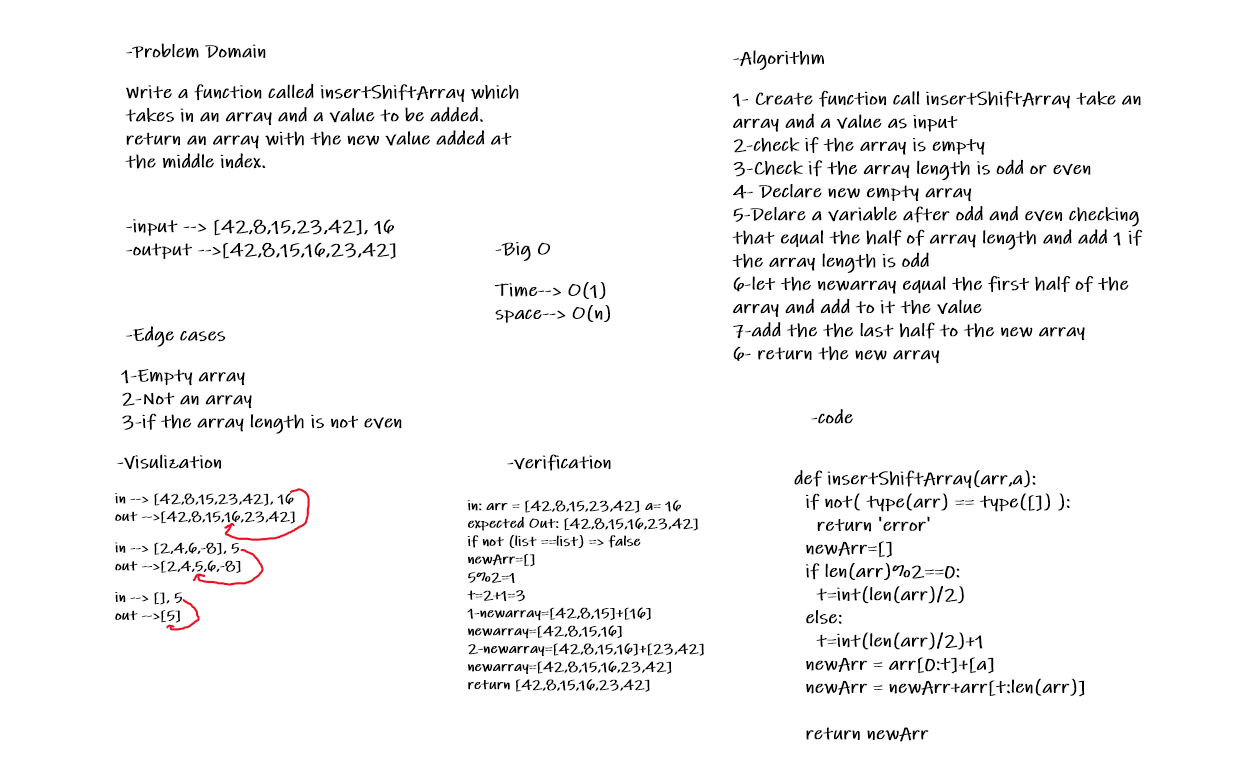 -Problem Domain
Write a function called insertShiftArray which
takes in an array and a value to be added.
return an array with the new value added at
the middle index.
-input --> [42,8,15,23,42], 16
-output -->[42,8,15,16,23,42]
-Big O
Time--> O(1)
space--> O(n)
-Edge cases
1-Empty array
2-Not an array
3-if the array length is not even
-Visulization
in --> [42,8,15,23,42], 16
out -->[42,8,15,16,23,42]
in --> [2,4,6,-8], 5
out -->[2,4,5,6,-8]
in --> [], 5
out -->[5]
-verification
in: arr = [42,8,15,23,42] a= 16
expected Out: [42,8,15,16,23,42]
if not (list ==list) => false
newArr=[]
5%2=1
t=2+1=3
1-newarray=[42,8,15]+[16]
newarray=[42,8,15,16]
2-newarray=[42,8,15,16]+[23,42]
newarray=[42,8,15,16,23,42]
return [42,8,15,16,23,42]
-Algorithm
1- Create function call insertShiftArray take an
array and a value as input
2-check if the array is empty
3-Check if the array length is odd or even
4- Declare new empty array
5-Delare a variable after odd and even checking
that equal the half of array length and add 1 if
the array length is odd
6-let the newarray equal the first half of the
array and add to it the value
7-add the the last half to the new array
6- return the new array
-code
def insertShiftArray(arr,a):
if not( type(arr) == type([]) ):
return 'error'
newArr=[]
if len(arr)%2==0:
t=int(len(arr)/2)
else:
t=int(len(arr)/2)+1
newArr = arr[0:t]+[a]
newArr = newArr+arr[t:len(arr)]
return newArr